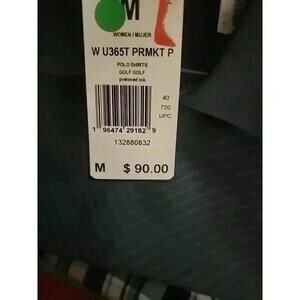 M
WOMEN / MUJER
W U365T PRMKT P
POLO SHIRTS
GOLF GOLF
preloved ink
40
720
UPC
1 96474 29182 9
132880832
M $ 90.00